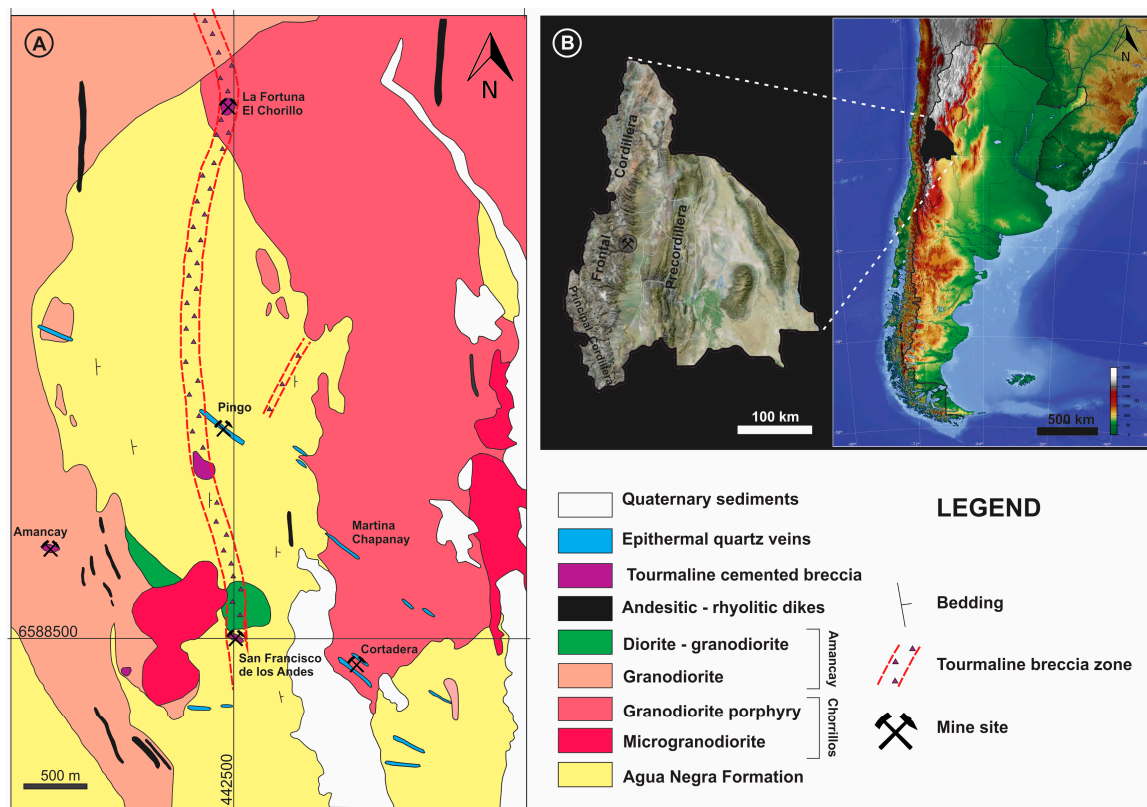 A
N
La Fortuna
El Chorillo
Pingo
Martina
Chapanay
Amancay
6588500
San Francisco
de los Andes
Cortadera
442500
500 m
B
Cordillera
Frontal
Precordillera
Principal Cordillera
100 km
N
500 km
LEGEND
Quaternary sediments
Epithermal quartz veins
Tourmaline cemented breccia
Andesitic - rhyolitic dikes
Diorite - granodiorite
Granodiorite
Amancay
Granodiorite porphyry
Microgranodiorite
Chorrillos
Agua Negra Formation
Bedding
Tourmaline breccia zone
Mine site